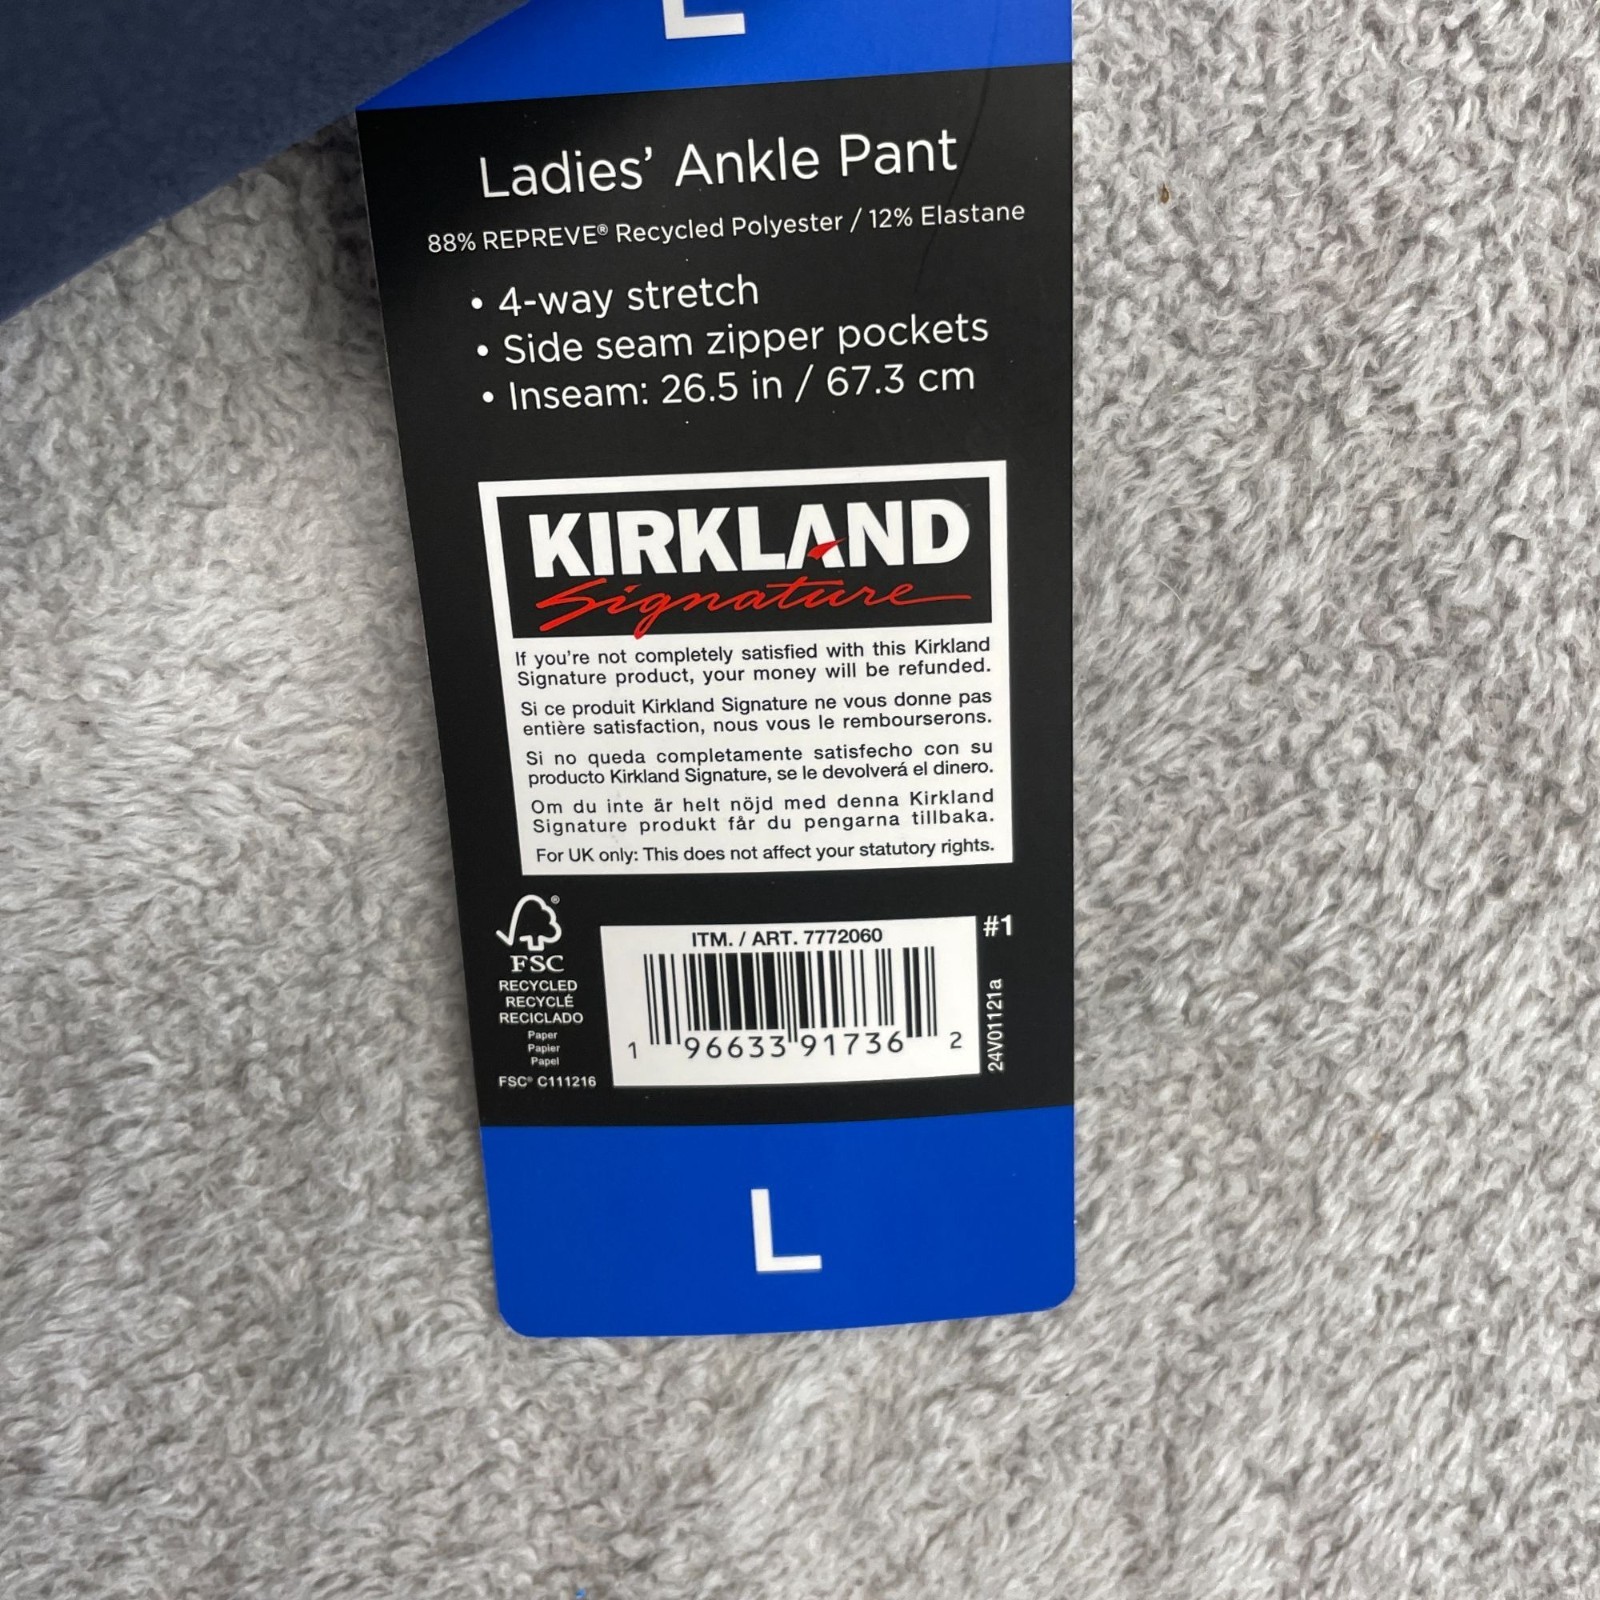 L
Ladies' Ankle Pant
88% REPREVE® Recycled Polyester / 12% Elastane
• 4-way stretch
• Side seam zipper pockets
• Inseam: 26.5 in / 67.3 cm
KIRKLAND
Signature
If you're not completely satisfied with this Kirkland
Signature product, your money will be refunded.
Si ce produit Kirkland Signature ne vous donne pas
entière satisfaction, nous vous le rembourserons.
Si no queda completamente satisfecho con su
producto Kirkland Signature, se le devolverá el dinero.
Om du inte är helt nöjd med denna Kirkland
Signature produkt får du pengarna tillbaka.
For UK only: This does not affect your statutory rights.
®
FSC
RECYCLED
RECYCLÉ
RECICLADO
Paper
Papier
Papel
FSC® C111216
ITM. / ART. 7772060
1 96633 91736 2
#1
24V01121a
L